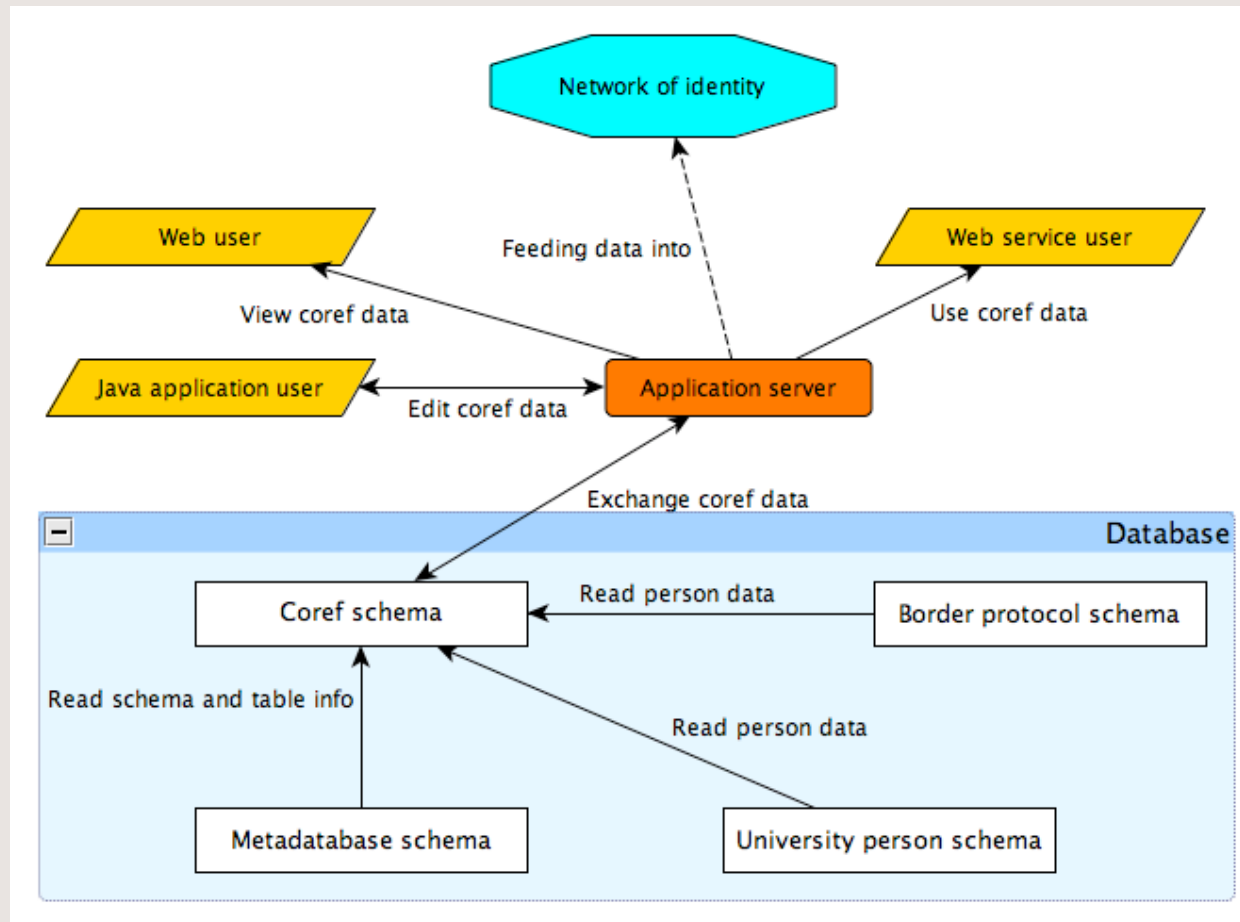 Network of identity
Web user
Web service user
Feeding data into
View coref data
Use coref data
Java application user
Application server
Edit coref data
Exchange coref data
Database
Read person data
Coref schema
Border protocol schema
Read schema and table info
Read person data
Metadatabase schema
University person schema